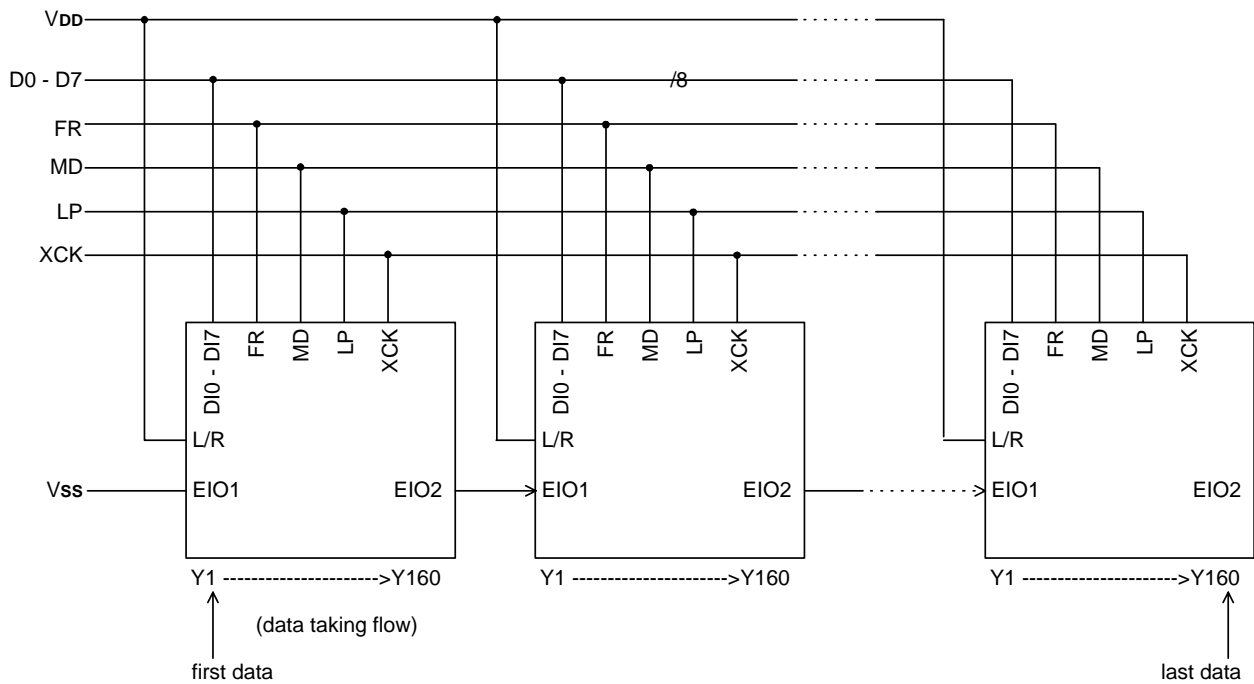 VDD
D0 - D7
/8
FR
MD
LP
XCK
DI0 - DI7
FR
MD
LP
XCK
DI0 - DI7
FR
MD
LP
XCK
DI0 - DI7
FR
MD
LP
XCK
L/R
L/R
L/R
VSS
EIO1
EIO2
EIO1
EIO2
EIO1
EIO2
Y1 ---------------------->Y160
Y1 ---------------------->Y160
Y1 ---------------------->Y160
(data taking flow)
first data
last data